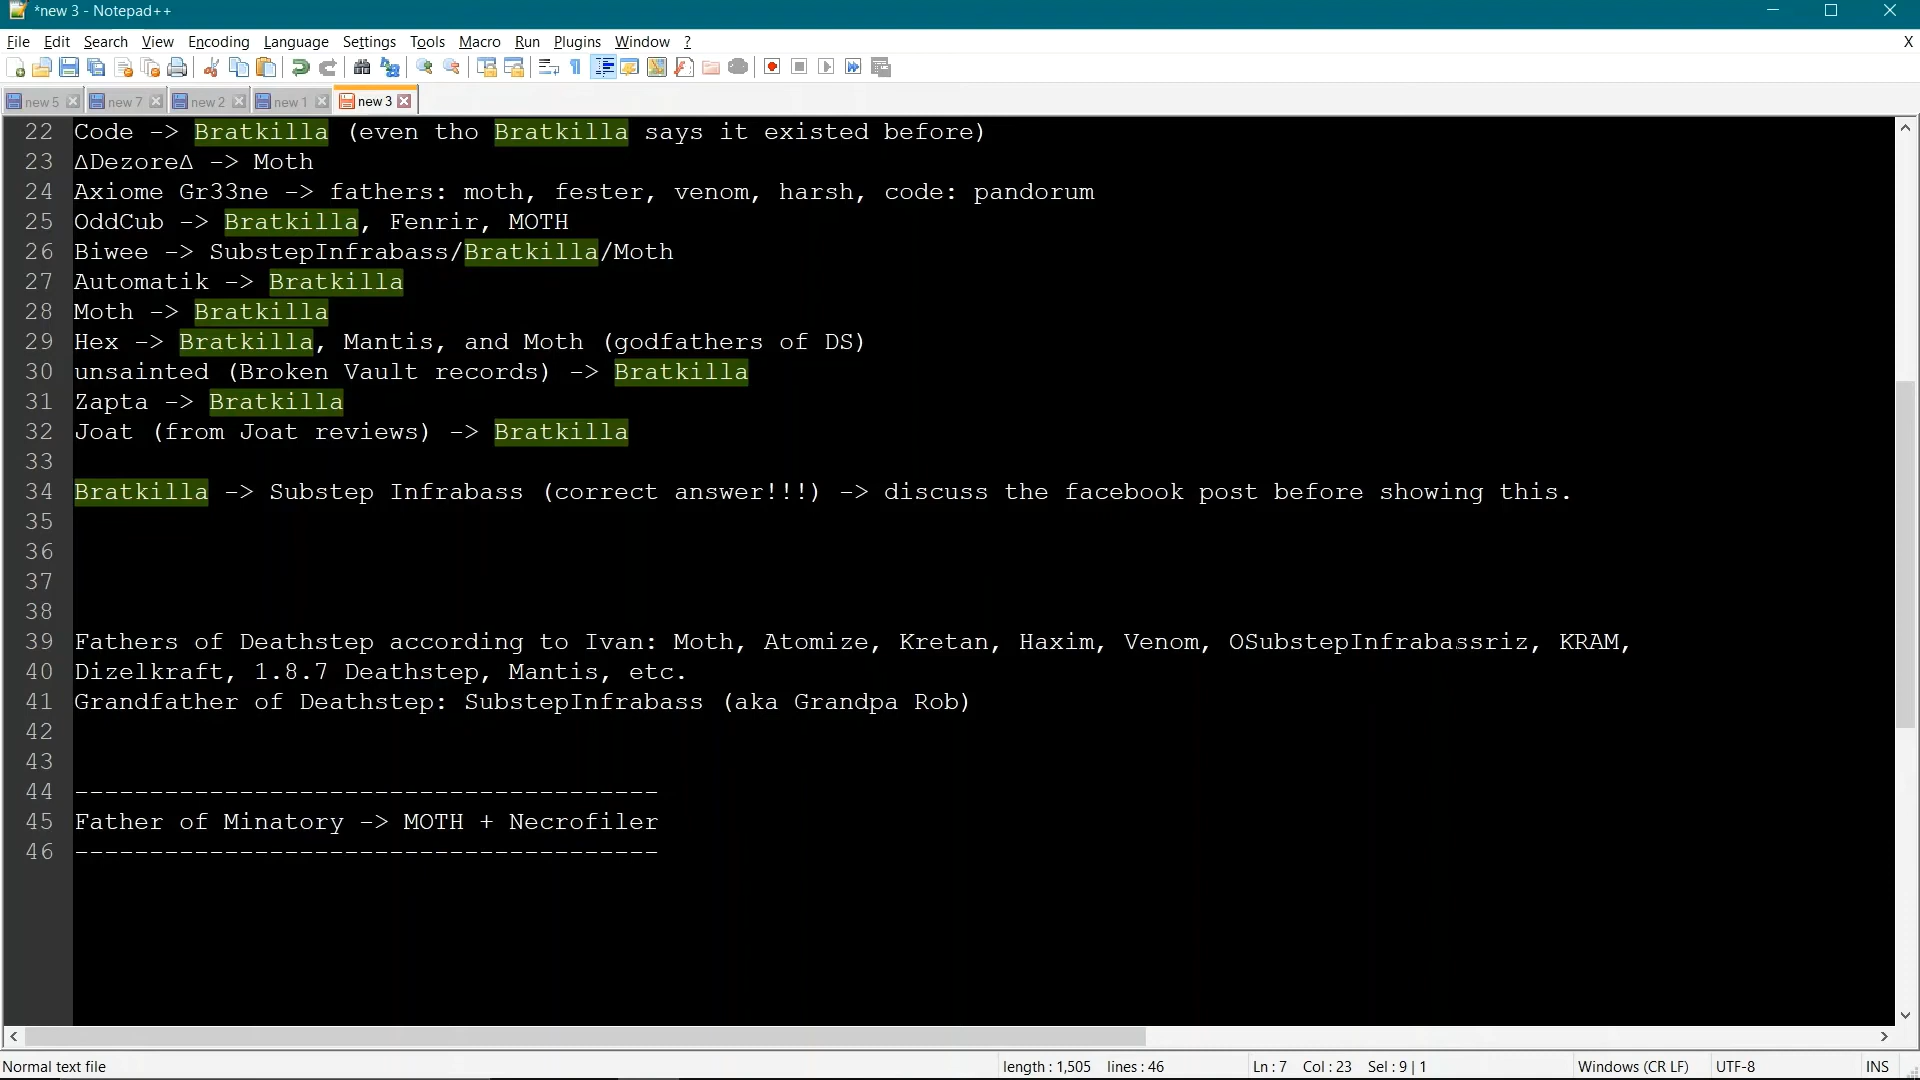 *new 3 - Notepad++
File Edit Search View Encoding Language Settings Tools Macro Run Plugins Window ? X
new 5 new 7 new 2 new 1 new 3
22 Code -> Bratkilla (even tho Bratkilla says it existed before)
23 ΔDezoreΔ -> Moth
24 Axiome Gr33ne -> fathers: moth, fester, venom, harsh, code: pandorum
25 OddCub -> Bratkilla, Fenrir, MOTH
26 Biwee -> SubstepInfrabass/Bratkilla/Moth
27 Automatik -> Bratkilla
28 Moth -> Bratkilla
29 Hex -> Bratkilla, Mantis, and Moth (godfathers of DS)
30 unsainted (Broken Vault records) -> Bratkilla
31 Zapta -> Bratkilla
32 Joat (from Joat reviews) -> Bratkilla
33
34 Bratkilla -> Substep Infrabass (correct answer!!!) -> discuss the facebook post before showing this.
35
36
37
38
39 Fathers of Deathstep according to Ivan: Moth, Atomize, Kretan, Haxim, Venom, OSubstepInfrabassriz, KRAM,
40 Dizelkraft, 1.8.7 Deathstep, Mantis, etc.
41 Grandfather of Deathstep: SubstepInfrabass (aka Grandpa Rob)
42
43
44 ---------------------------------------
45 Father of Minatory -> MOTH + Necrofiler
46 ---------------------------------------
Normal text file length : 1,505 lines : 46 Ln : 7 Col : 23 Sel : 9 | 1 Windows (CR LF) UTF-8 INS